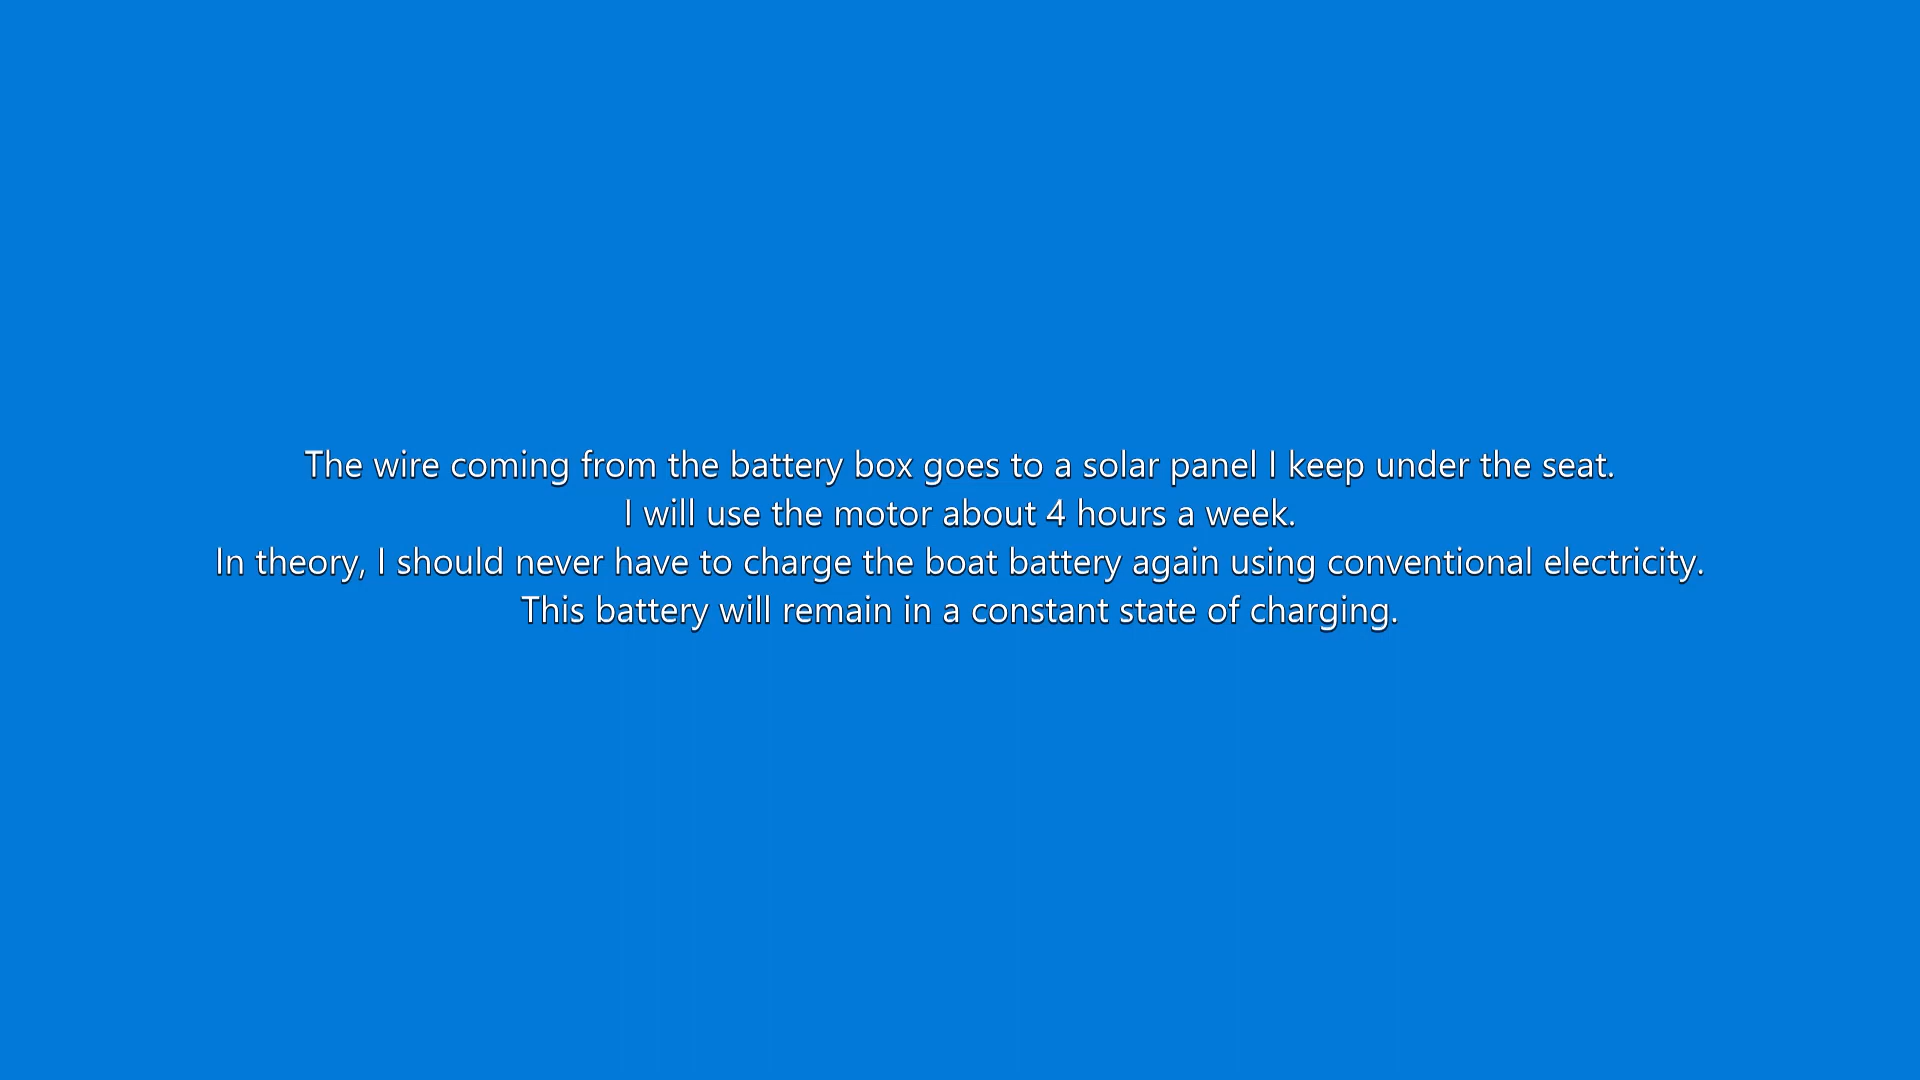 The wire coming from the battery box goes to a solar panel I keep under the seat.
I will use the motor about 4 hours a week.
In theory, I should never have to charge the boat battery again using conventional electricity.
This battery will remain in a constant state of charging.